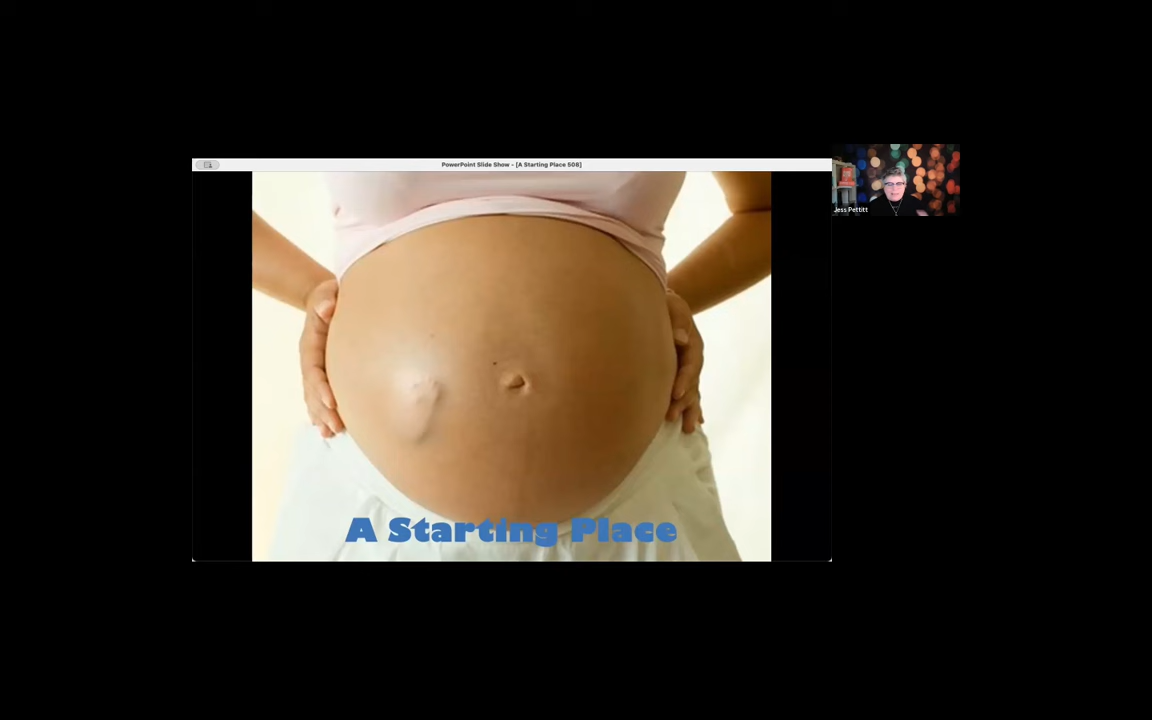 PowerPoint Slide Show - [A Starting Place 508]
Jess Pettitt
A Starting Place